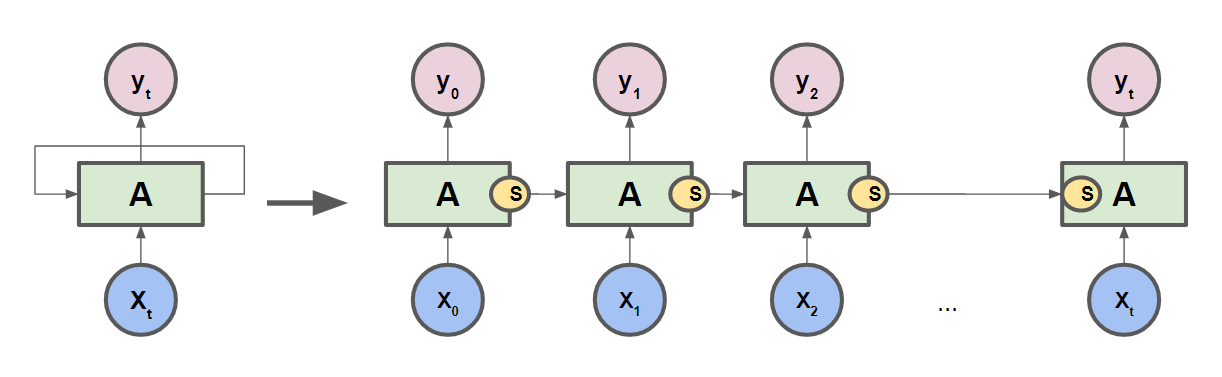 yt y0 y1 y2 yt
A A S A S A S S A
Xt X0 X1 X2 ... Xt